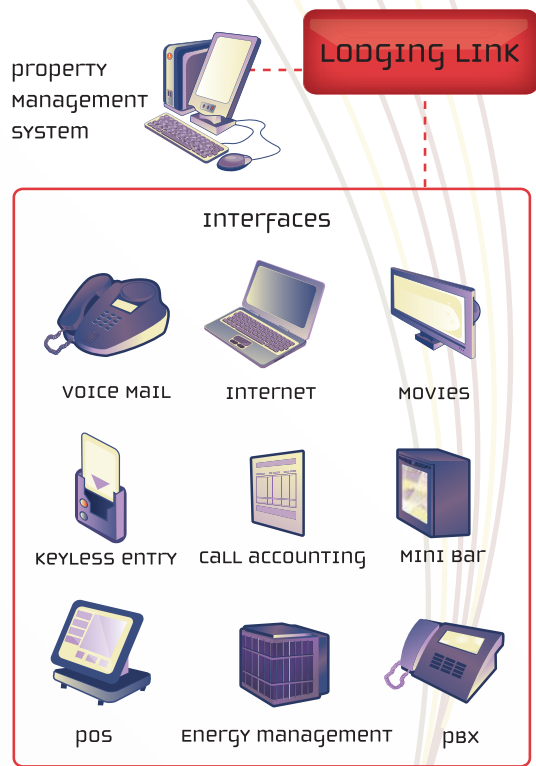 LODGING LINK
property
management
system
interfaces
voice mail
internet
movies
keyless entry
call accounting
mini bar
pos
energy management
pbx